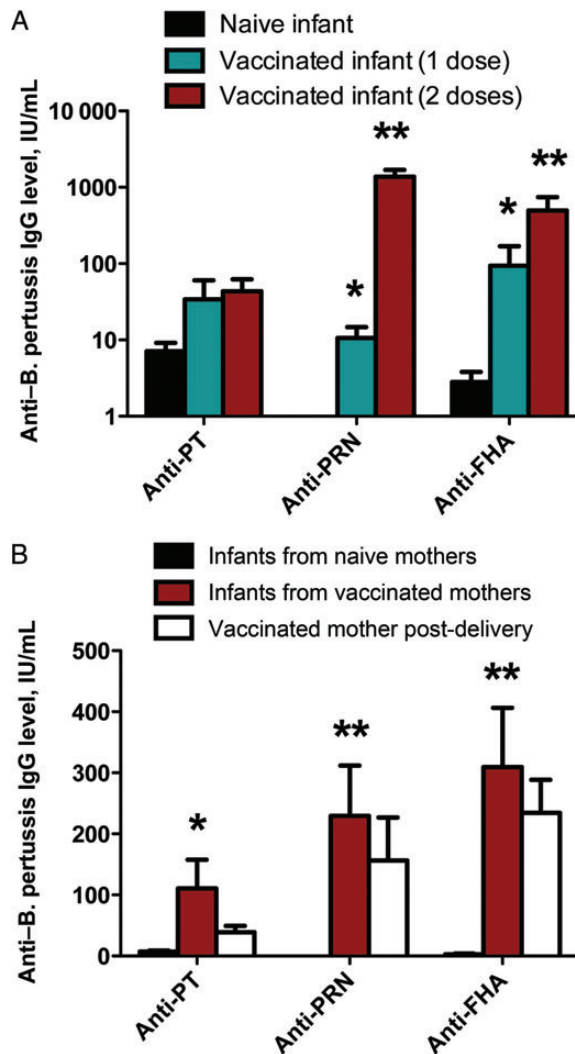 A
Naive infant
Vaccinated infant (1 dose)
Vaccinated infant (2 doses)
Anti–B. pertussis IgG level, IU/mL
10 000
1000
100
10
1
*
**
*
**
Anti-PT
Anti-PRN
Anti-FHA
B
Infants from naive mothers
Infants from vaccinated mothers
Vaccinated mother post-delivery
Anti–B. pertussis IgG level, IU/mL
500
400
300
200
100
0
*
**
**
Anti-PT
Anti-PRN
Anti-FHA